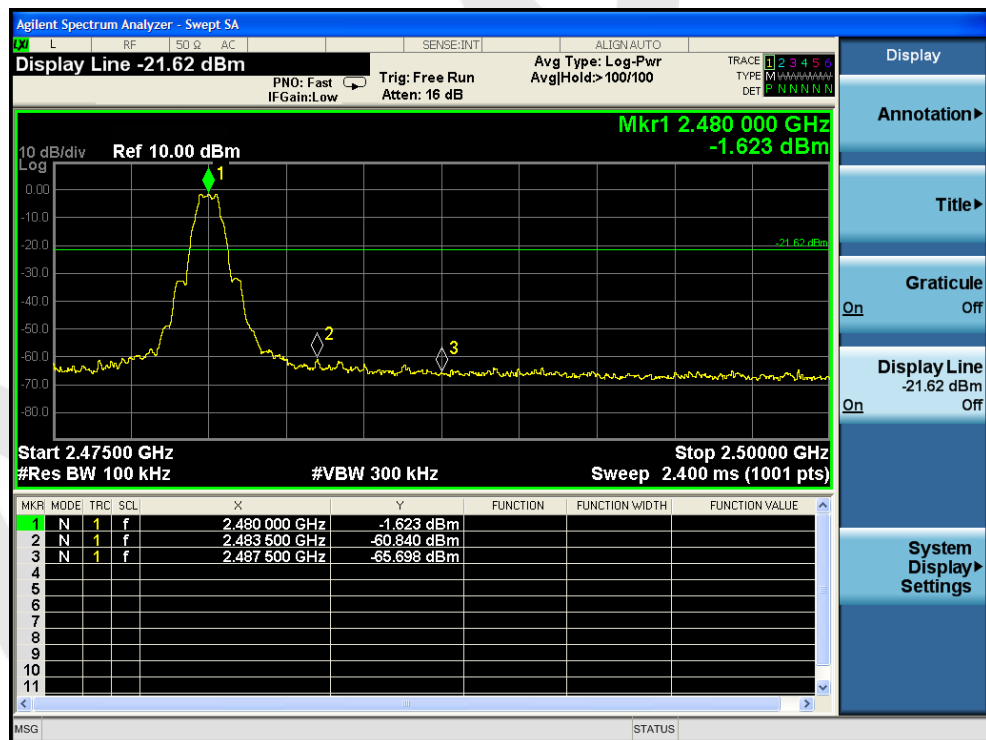 Agilent Spectrum Analyzer - Swept SA
LXI L RF 50 Ω AC SENSE:INT ALIGN AUTO
Display Line -21.62 dBm
PNO: Fast
IFGain:Low
Trig: Free Run
Atten: 16 dB
Avg Type: Log-Pwr
Avg|Hold:>100/100
TRACE 1 2 3 4 5 6
TYPE M WWWWW
DET P N N N N N
Mkr1 2.480 000 GHz
-1.623 dBm
10 dB/div Ref 10.00 dBm
Log
1
0.00
-10.0
-20.0
-21.62 dBm
-30.0
-40.0
-50.0
2
3
-60.0
-70.0
-80.0
Start 2.47500 GHz Stop 2.50000 GHz
#Res BW 100 kHz #VBW 300 kHz Sweep 2.400 ms (1001 pts)
MKR MODE TRC SCL X Y FUNCTION FUNCTION WIDTH FUNCTION VALUE
1 N 1 f 2.480 000 GHz -1.623 dBm
2 N 1 f 2.483 500 GHz -60.840 dBm
3 N 1 f 2.487 500 GHz -65.698 dBm
4
5
6
7
8
9
10
11
MSG STATUS
Display
Annotation
Title
Graticule
On Off
Display Line
-21.62 dBm
On Off
System
Display
Settings